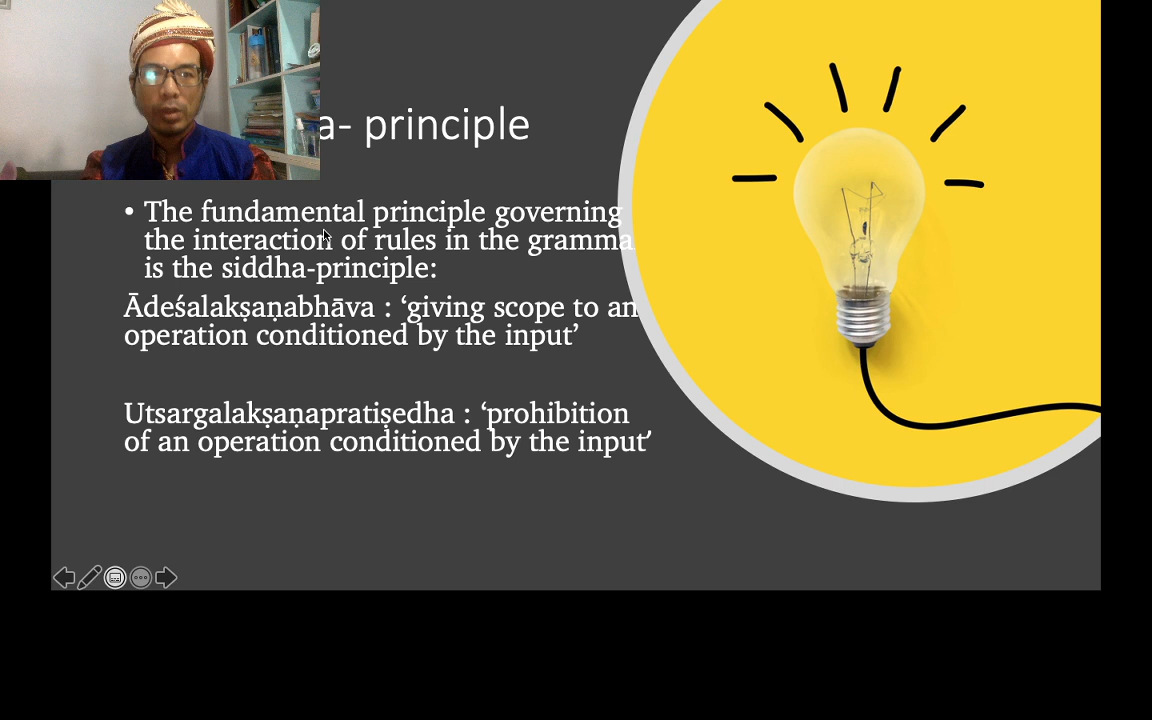 a- principle
• The fundamental principle governing
the interaction of rules in the gramma
is the siddha-principle:
Ādeśalakṣaṇabhāva : ‘giving scope to an
operation conditioned by the input’
Utsargalakṣaṇapratiṣedha : ‘prohibition
of an operation conditioned by the input’